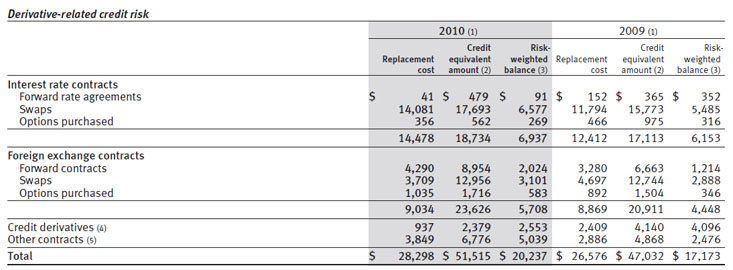 Derivative-related credit risk
2010 (1) 2009 (1)
Credit Risk- Credit Risk-
Replacement equivalent weighted Replacement equivalent weighted
cost amount (2) balance (3) cost amount (2) balance (3)
Interest rate contracts
Forward rate agreements $ 41 $ 479 $ 91 $ 152 $ 365 $ 352
Swaps 14,081 17,693 6,577 11,794 15,773 5,485
Options purchased 356 562 269 466 975 316
14,478 18,734 6,937 12,412 17,113 6,153
Foreign exchange contracts
Forward contracts 4,290 8,954 2,024 3,280 6,663 1,214
Swaps 3,709 12,956 3,101 4,697 12,744 2,888
Options purchased 1,035 1,716 583 892 1,504 346
9,034 23,626 5,708 8,869 20,911 4,448
Credit derivatives (4) 937 2,379 2,553 2,409 4,140 4,096
Other contracts (5) 3,849 6,776 5,039 2,886 4,868 2,476
Total $ 28,298 $ 51,515 $ 20,237 $ 26,576 $ 47,032 $ 17,173